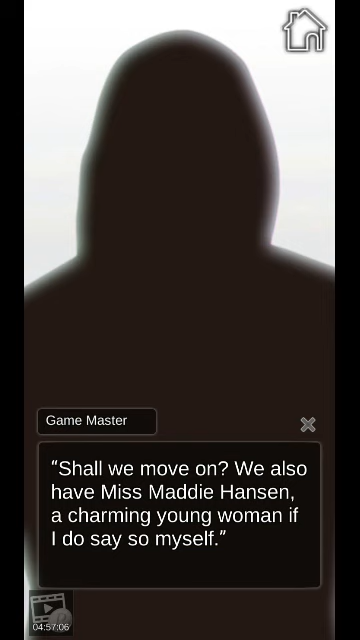 Game Master
“Shall we move on? We also
have Miss Maddie Hansen,
a charming young woman if
I do say so myself.”
04:57:06